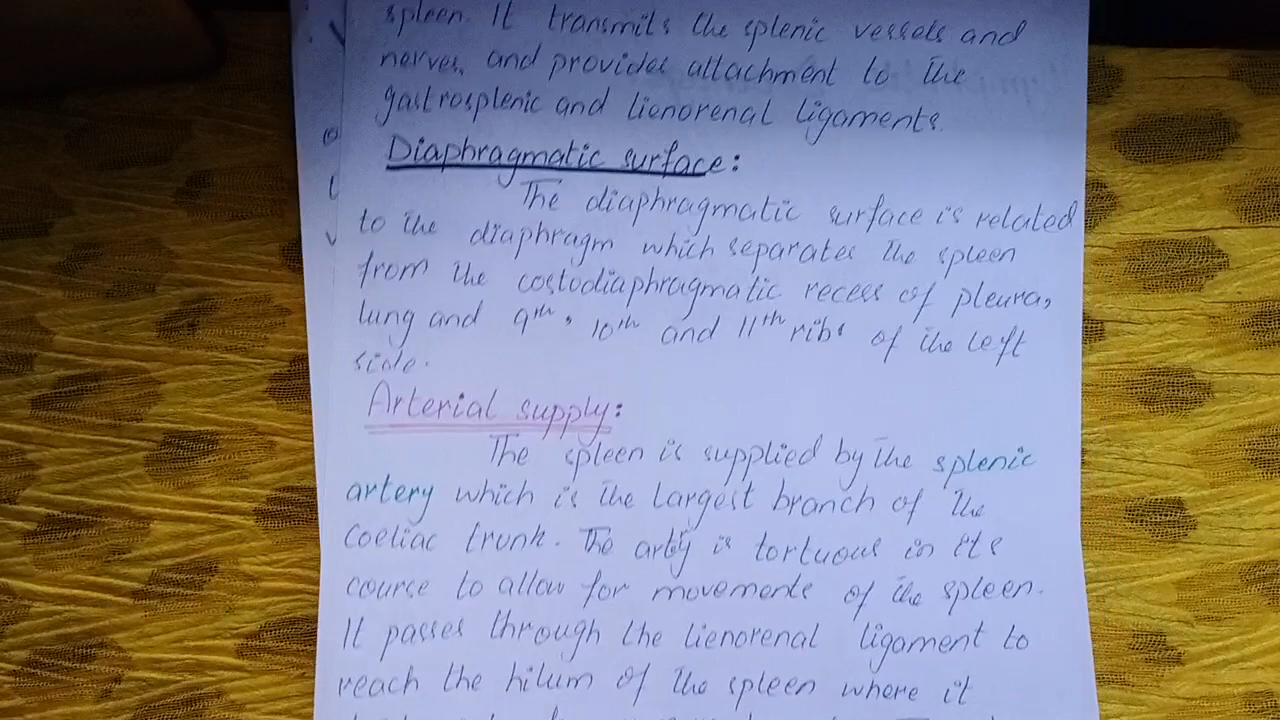 spleen. It transmits the splenic vessels and
nerves, and provides attachment to the
gastrosplenic and lienorenal ligaments.
Diaphragmatic surface:
The diaphragmatic surface is related
to the diaphragm which separates the spleen
from the costodiaphragmatic recess of pleura,
lung and 9th, 10th and 11th ribs of the left
side.
Arterial supply:
The spleen is supplied by the splenic
artery which is the largest branch of the
coeliac trunk. The arty is tortuous in its
course to allow for movements of the spleen.
It passes through the lienorenal ligament to
reach the hilum of the spleen where it